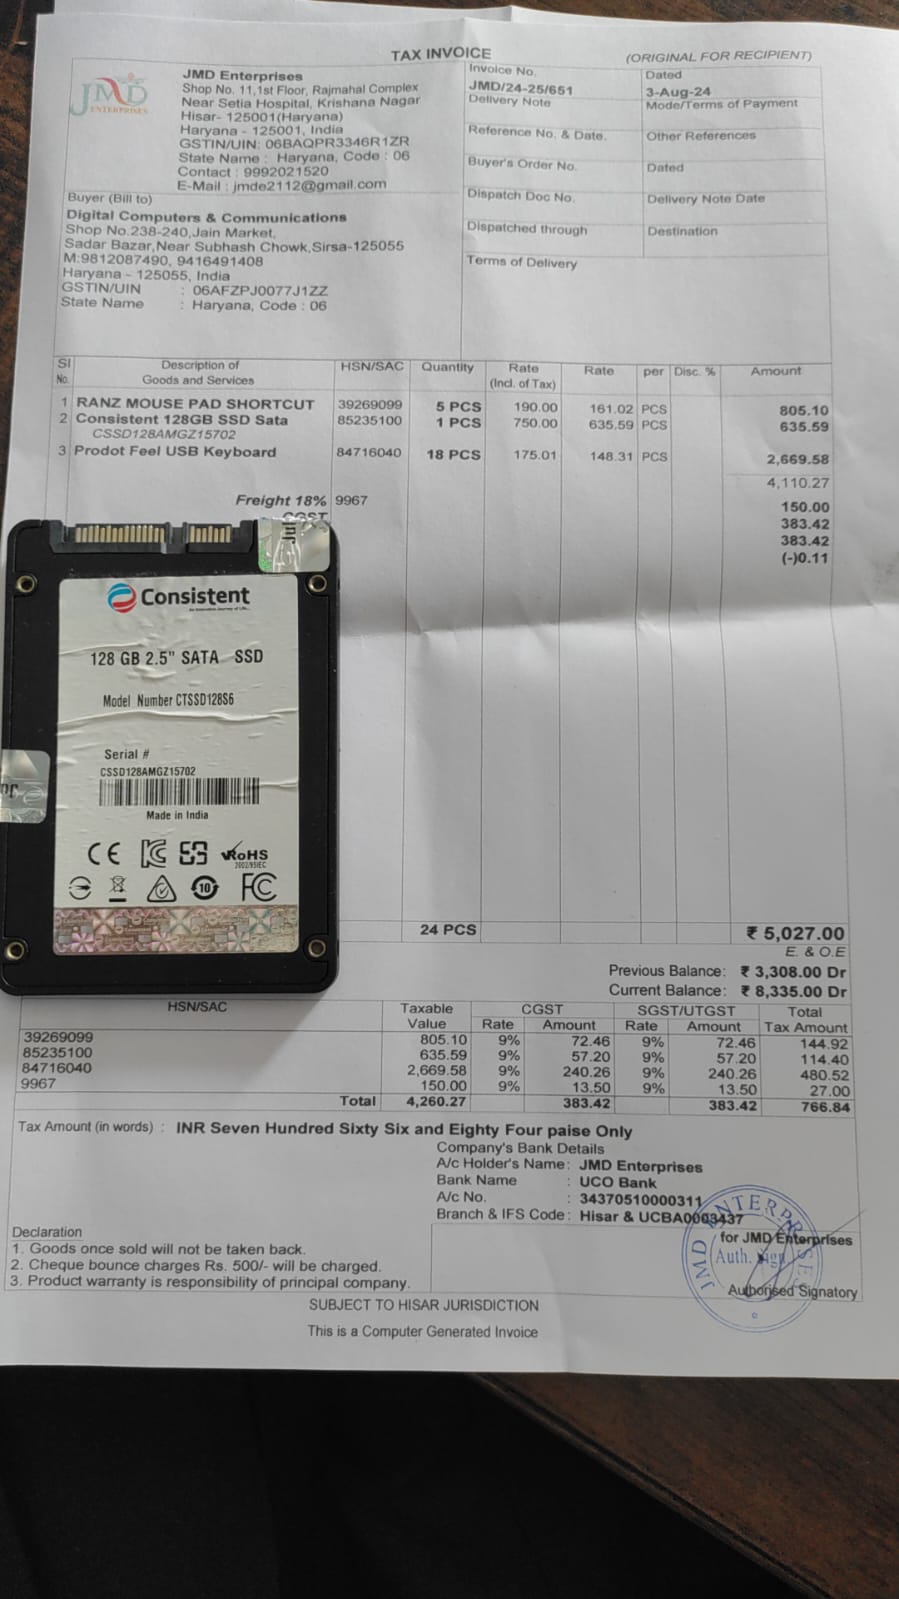 TAX INVOICE
(ORIGINAL FOR RECIPIENT)
JMD
ENTERPRISES
JMD Enterprises
Shop No. 11,1st Floor, Rajmahal Complex
Near Setia Hospital, Krishana Nagar
Hisar- 125001(Haryana)
Haryana - 125001, India
GSTIN/UIN: 06BAQPR3346R1ZR
State Name : Haryana, Code : 06
Contact : 9992021520
E-Mail : jmde2112@gmail.com
Invoice No. Dated
JMD/24-25/651 3-Aug-24
Delivery Note Mode/Terms of Payment
Reference No. & Date. Other References
Buyer's Order No. Dated
Dispatch Doc No. Delivery Note Date
Dispatched through Destination
Terms of Delivery
Buyer (Bill to)
Digital Computers & Communications
Shop No.238-240,Jain Market,
Sadar Bazar,Near Subhash Chowk,Sirsa-125055
M:9812087490, 9416491408
Haryana - 125055, India
GSTIN/UIN : 06AFZPJ0077J1ZZ
State Name : Haryana, Code : 06
Sl Description of HSN/SAC Quantity Rate Rate per Disc. % Amount
No. Goods and Services (Incl. of Tax)
1 RANZ MOUSE PAD SHORTCUT 39269099 5 PCS 190.00 161.02 PCS 805.10
2 Consistent 128GB SSD Sata 85235100 1 PCS 750.00 635.59 PCS 635.59
CSSD128AMGZ15702
3 Prodot Feel USB Keyboard 84716040 18 PCS 175.01 148.31 PCS 2,669.58
4,110.27
Freight 18% 9967 150.00
CGST 383.42
383.42
(-)0.11
Jul
Consistent
128 GB 2.5" SATA SSD
Model Number CTSSD128S6
Serial #
CSSD128AMGZ15702
Made in India
CE FC RoHS
2002/95/EC
10
24 PCS ₹ 5,027.00
E. & O.E
Previous Balance: ₹ 3,308.00 Dr
Current Balance: ₹ 8,335.00 Dr
HSN/SAC Taxable CGST SGST/UTGST Total
Value Rate Amount Rate Amount Tax Amount
39269099 805.10 9% 72.46 9% 72.46 144.92
85235100 635.59 9% 57.20 9% 57.20 114.40
84716040 2,669.58 9% 240.26 9% 240.26 480.52
9967 150.00 9% 13.50 9% 13.50 27.00
Total 4,260.27 383.42 383.42 766.84
Tax Amount (in words) : INR Seven Hundred Sixty Six and Eighty Four paise Only
Company's Bank Details
A/c Holder's Name: JMD Enterprises
Bank Name : UCO Bank
A/c No. : 34370510000311
Branch & IFS Code : Hisar & UCBA0003437
Declaration
1. Goods once sold will not be taken back.
2. Cheque bounce charges Rs. 500/- will be charged.
3. Product warranty is responsibility of principal company.
for JMD Enterprises
JMD ENTERPRISES
Auth. Sign.
Authorised Signatory
SUBJECT TO HISAR JURISDICTION
This is a Computer Generated Invoice